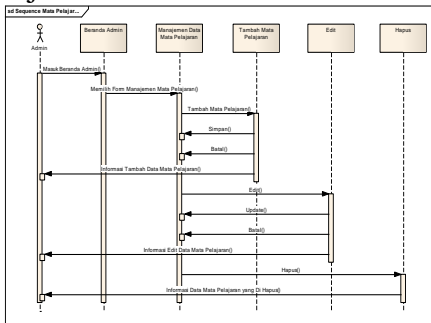 sd Sequence Mata Pelajar...
Admin
Beranda Admin
Manajemen Data
Mata Pelajaran
Tambah Mata
Pelajaran
Edit
Hapus
Masuk Beranda Admin()
Memilih Form Manajemen Mata Pelajaran()
Tambah Mata Pelajaran()
Simpan()
Batal()
Informasi Tambah Data Mata Pelajaran()
Edit()
Update()
Batal()
Informasi Edit Data Mata Pelajaran()
Hapus()
Informasi Data Mata Pelajaran yang Di Hapus()